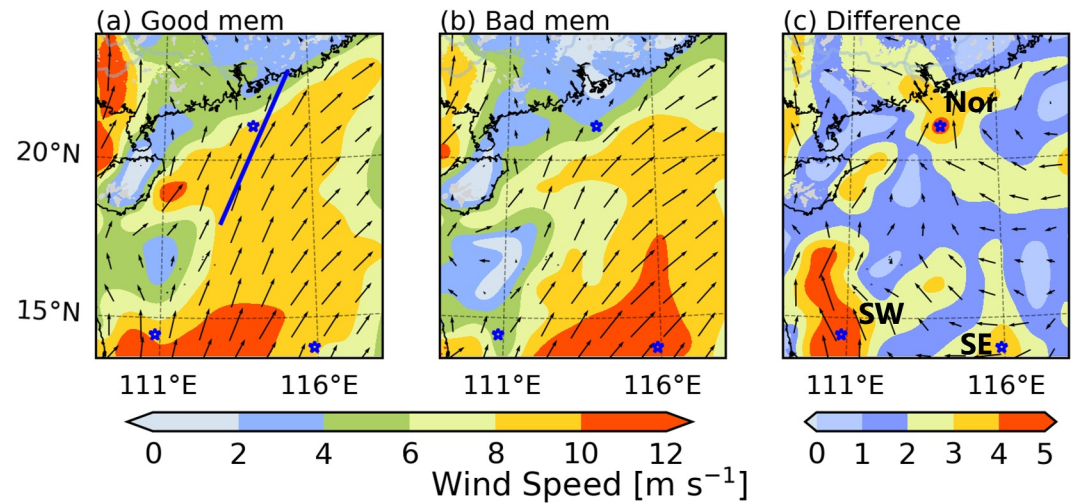 (a) Good mem (b) Bad mem (c) Difference
Nor
20°N
SW
15°N
SE
111°E 116°E 111°E 116°E 111°E 116°E
0 2 4 6 8 10 12 0 1 2 3 4 5
Wind Speed [m s⁻¹]